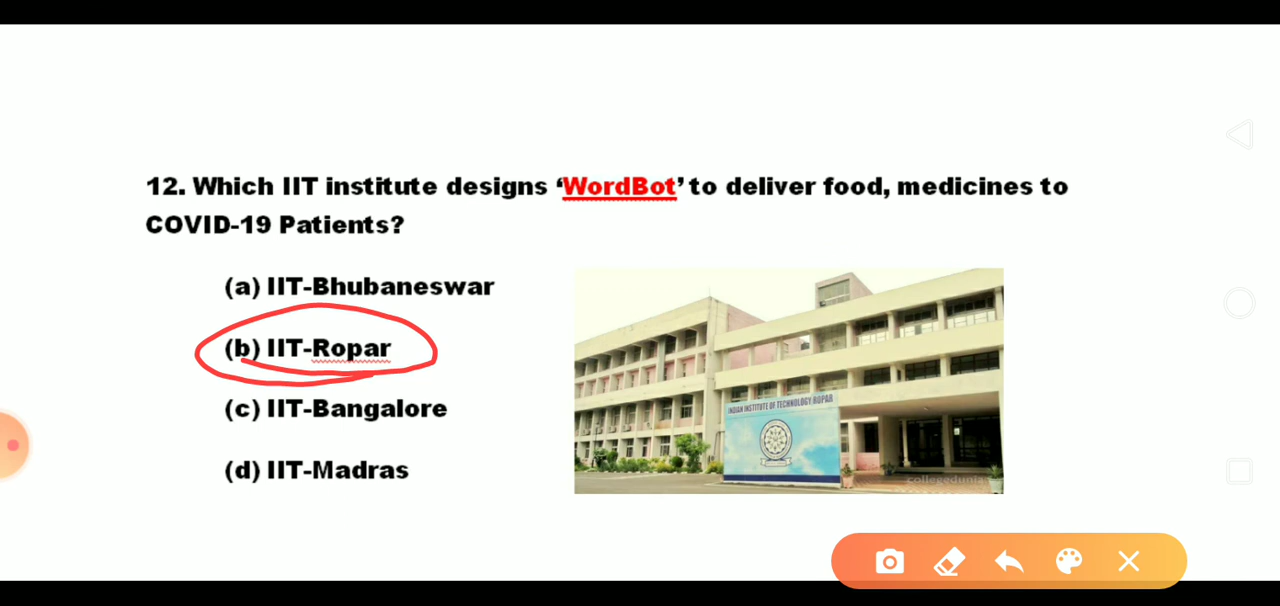 12. Which IIT institute designs ‘WordBot’ to deliver food, medicines to
COVID-19 Patients?
(a) IIT-Bhubaneswar
(b) IIT-Ropar
(c) IIT-Bangalore
(d) IIT-Madras
INDIAN INSTITUTE OF TECHNOLOGY ROPAR
collegedunia